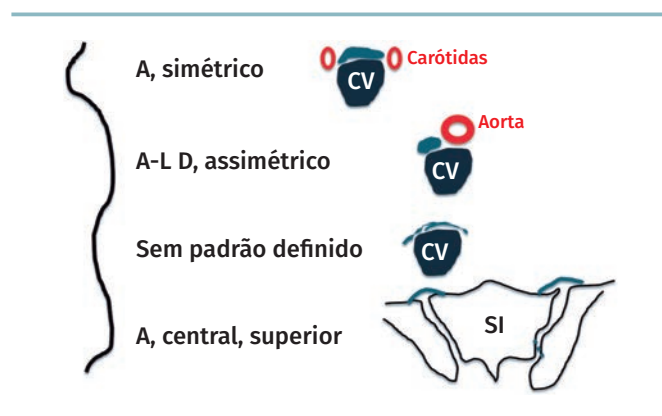 A, simétrico
CV
Carótidas
A-L D, assimétrico
CV
Aorta
Sem padrão definido
CV
A, central, superior
SI